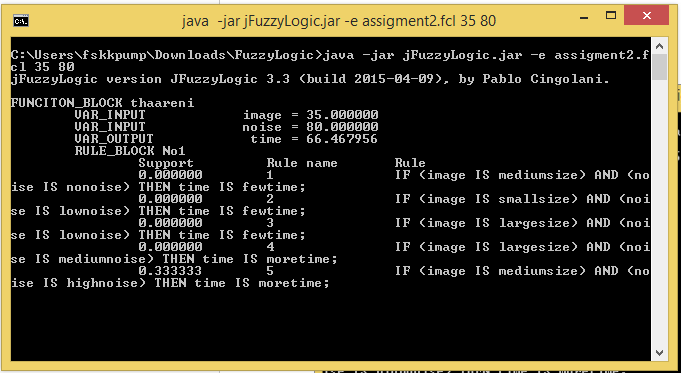 java -jar jFuzzyLogic.jar -e assigment2.fcl 35 80
C:\Users\fskkpump\Downloads\FuzzyLogic>java -jar jFuzzyLogic.jar -e assigment2.f
cl 35 80
jFuzzyLogic version JFuzzyLogic 3.3 (build 2015-04-09), by Pablo Cingolani.
FUNCITON_BLOCK thaareni
VAR_INPUT image = 35.000000
VAR_INPUT noise = 80.000000
VAR_OUTPUT time = 66.467956
RULE_BLOCK No1
Support Rule name Rule
0.000000 1 IF (image IS mediumsize) AND (no
ise IS nonoise) THEN time IS fewtime;
0.000000 2 IF (image IS smallsize) AND (noi
se IS lownoise) THEN time IS fewtime;
0.000000 3 IF (image IS largesize) AND (noi
se IS lownoise) THEN time IS fewtime;
0.000000 4 IF (image IS largesize) AND (noi
se IS mediumnoise) THEN time IS moretime;
0.333333 5 IF (image IS mediumsize) AND (no
ise IS highnoise) THEN time IS moretime;